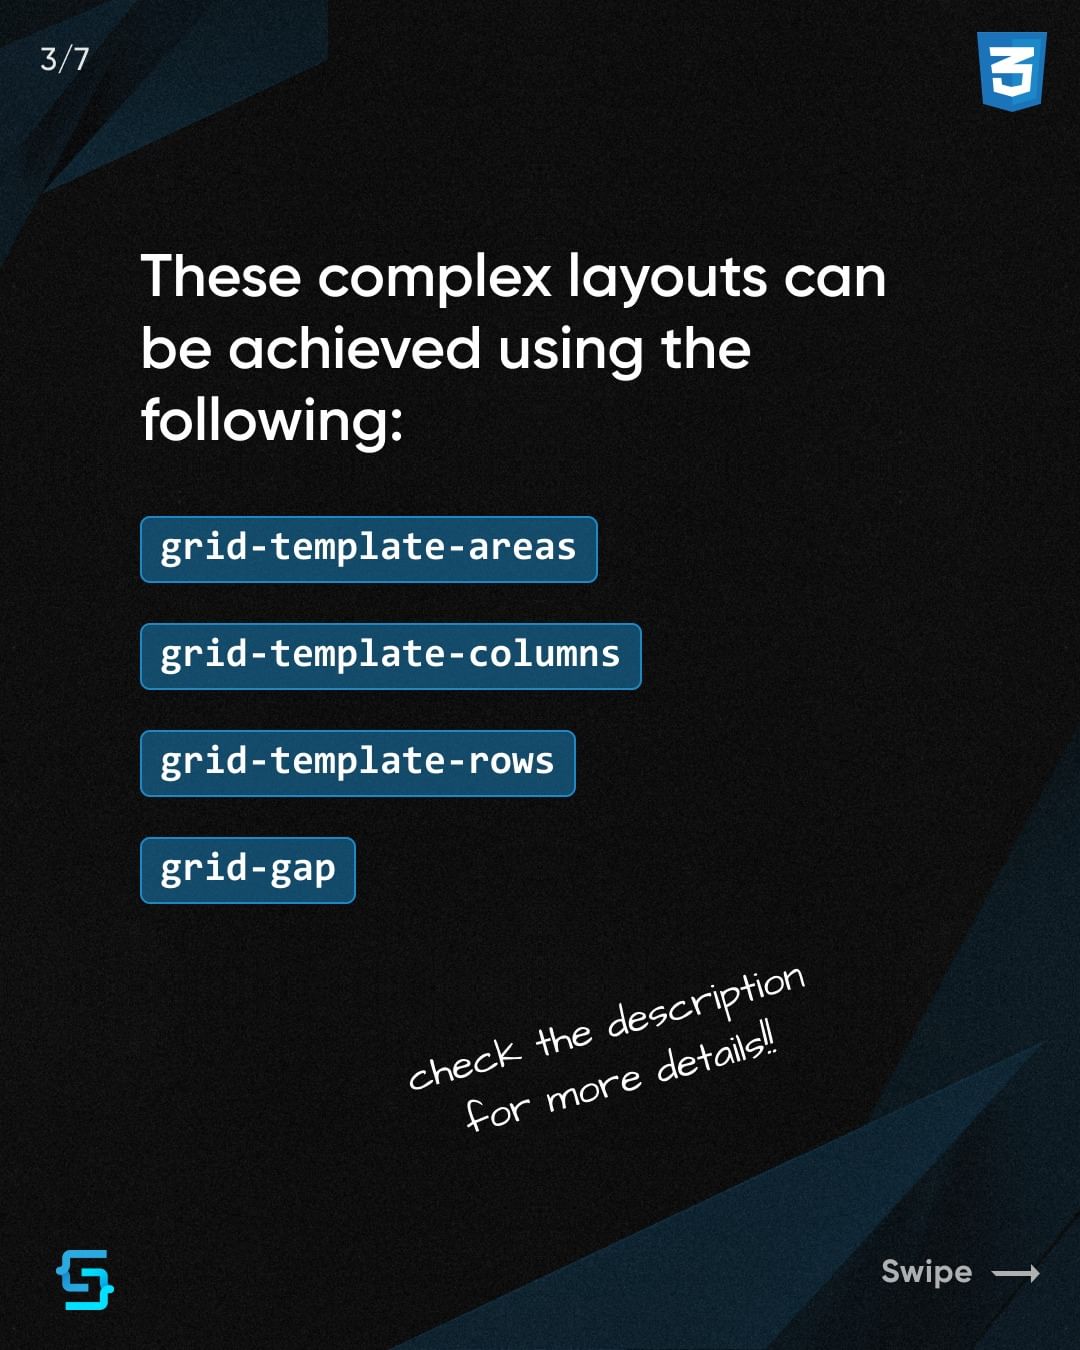 3/7
These complex layouts can
be achieved using the
following:
grid-template-areas
grid-template-columns
grid-template-rows
grid-gap
check the description
for more details!!
Swipe